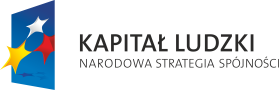 KAPITAŁ LUDZKI
NARODOWA STRATEGIA SPÓJNOŚCI